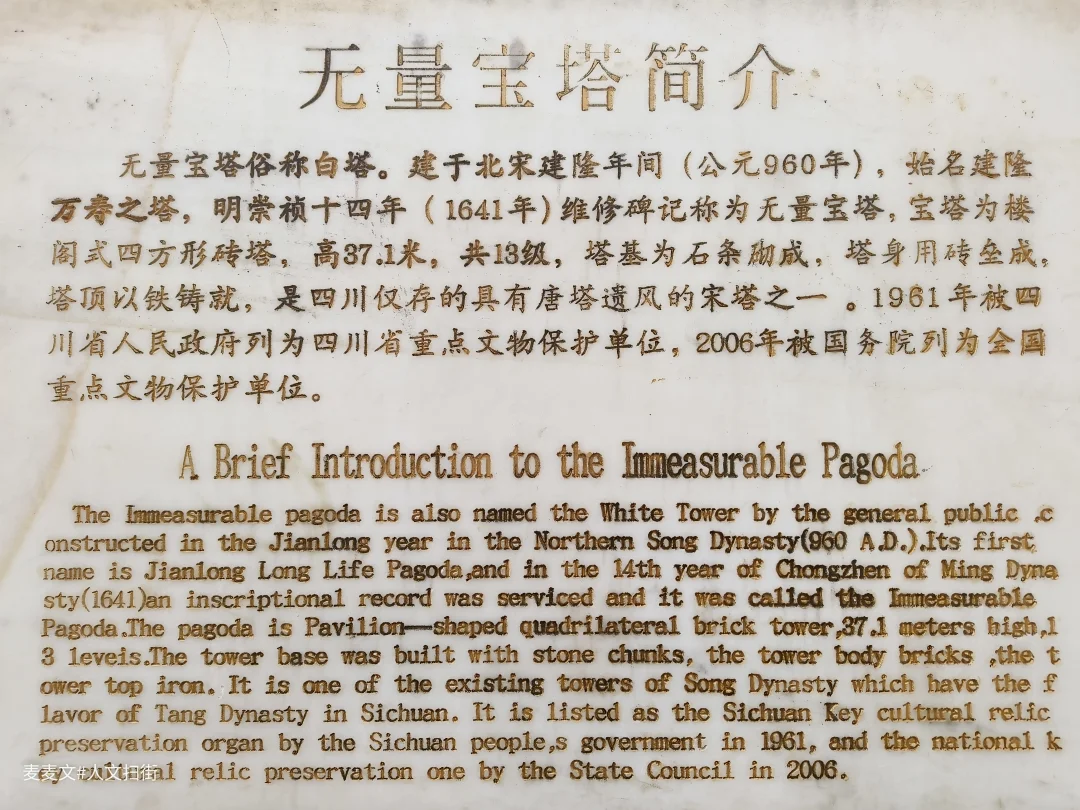 无量宝塔简介
无量宝塔俗称白塔。建于北宋建隆年间（公元960年），始名建隆
万寿之塔，明崇祯十四年（1641年）维修碑记称为无量宝塔，宝塔为楼
阁式四方形砖塔，高37.1米，共13级，塔基为石条砌成，塔身用砖垒成，
塔顶以铁铸就，是四川仅存的具有唐塔遗风的宋塔之一。1961年被四
川省人民政府列为四川省重点文物保护单位，2006年被国务院列为全国
重点文物保护单位。
A Brief Introduction to the Immeasurable Pagoda
The Immeasurable pagoda is also named the White Tower by the general public .c
onstructed in the Jianlong year in the Northern Song Dynasty(960 A.D.).Its first
name is Jianlong Long Life Pagoda,and in the 14th year of Chongzhen of Ming Dyna
sty(1641)an inscriptional record was serviced and it was called the Immeasurable
Pagoda.The pagoda is Pavilion—shaped quadrilateral brick tower,37.1 meters high,1
3 leveis.The tower base was built with stone chunks, the tower body bricks ,the t
ower top iron. It is one of the existing towers of Song Dynasty which have the f
lavor of Tang Dynasty in Sichuan. It is listed as the Sichuan Key cultural relic
preservation organ by the Sichuan people,s government in 1961, and the national k
al relic preservation one by the State Council in 2006.
麦麦文#人文扫街